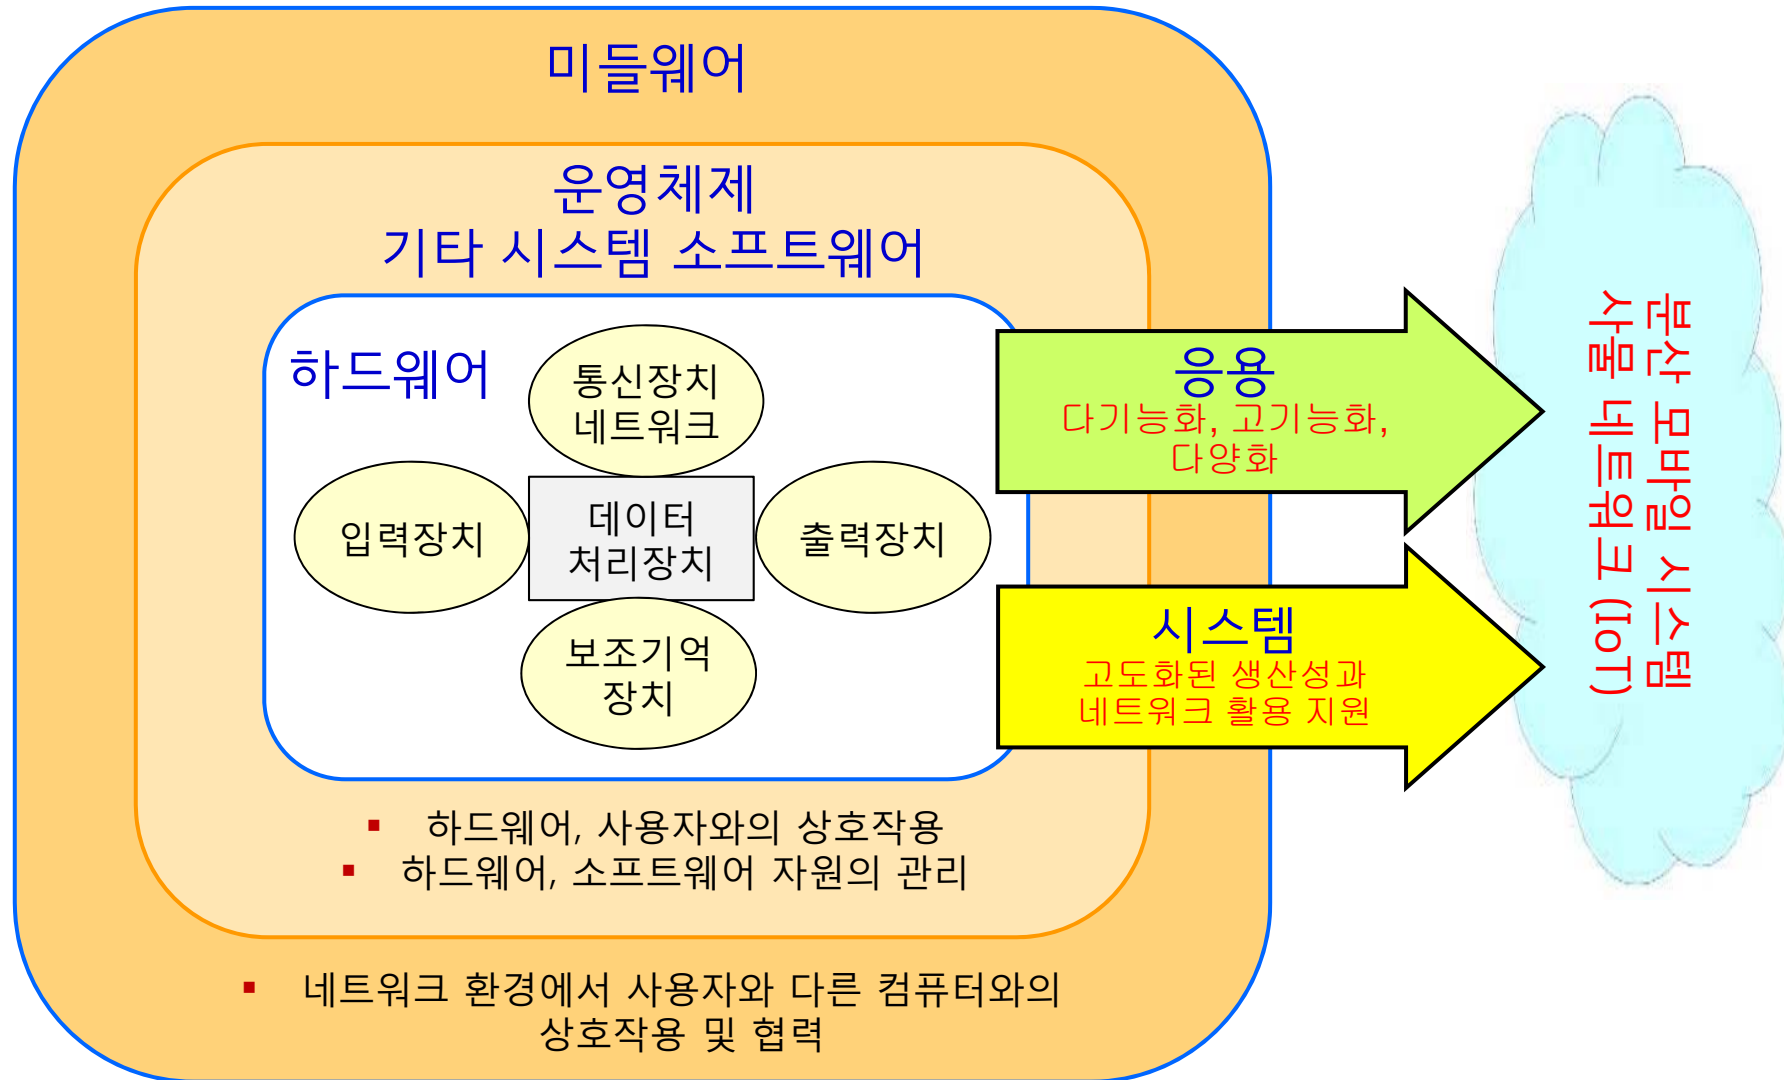 미들웨어
운영체제
기타 시스템 소프트웨어
하드웨어
통신장치
네트워크
입력장치
데이터
처리장치
출력장치
보조기억
장치
응용
다기능화, 고기능화,
다양화
시스템
고도화된 생산성과
네트워크 활용 지원
분산 모바일 시스템
사물 네트워크 (IoT)
▪ 하드웨어, 사용자와의 상호작용
▪ 하드웨어, 소프트웨어 자원의 관리
▪ 네트워크 환경에서 사용자와 다른 컴퓨터와의
상호작용 및 협력